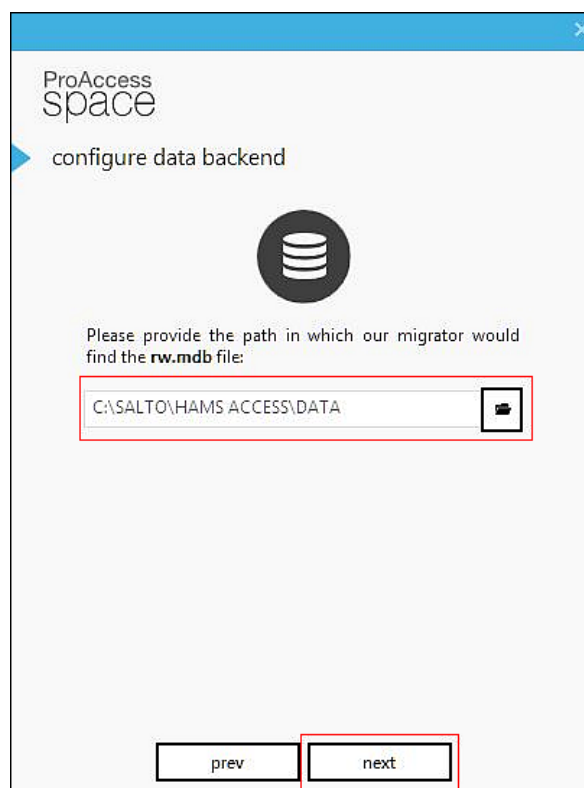 ProAccess
space
configure data backend
Please provide the path in which our migrator would
find the rw.mdb file:
C:\SALTO\HAMS ACCESS\DATA
prev
next